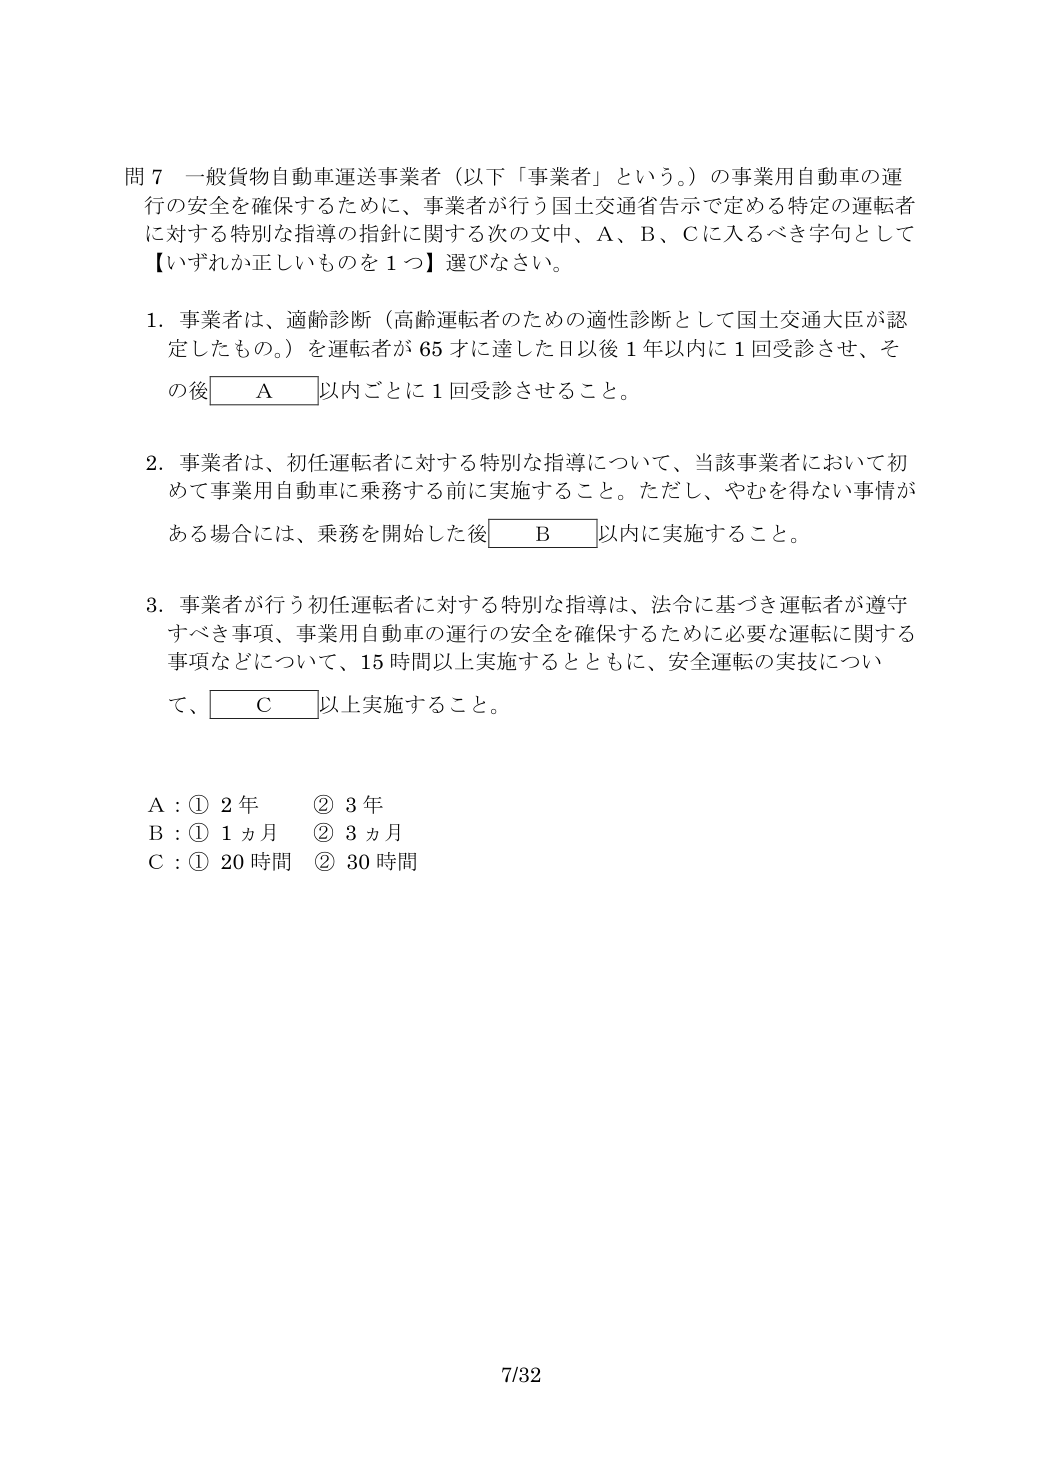 問 7　一般貨物自動車運送事業者（以下「事業者」という。）の事業用自動車の運
行の安全を確保するために、事業者が行う国土交通省告示で定める特定の運転者
に対する特別な指導の指針に関する次の文中、Ａ、Ｂ、Ｃに入るべき字句として
【いずれか正しいものを 1 つ】選びなさい。
1. 事業者は、適齢診断（高齢運転者のための適性診断として国土交通大臣が認
定したもの。）を運転者が 65 才に達した日以後 1 年以内に 1 回受診させ、そ
の後 Ａ 以内ごとに 1 回受診させること。
2. 事業者は、初任運転者に対する特別な指導について、当該事業者において初
めて事業用自動車に乗務する前に実施すること。ただし、やむを得ない事情が
ある場合には、乗務を開始した後 Ｂ 以内に実施すること。
3. 事業者が行う初任運転者に対する特別な指導は、法令に基づき運転者が遵守
すべき事項、事業用自動車の運行の安全を確保するために必要な運転に関する
事項などについて、15 時間以上実施するとともに、安全運転の実技につい
て、 Ｃ 以上実施すること。
Ａ：① 2 年　② 3 年
Ｂ：① 1 ヵ月　② 3 ヵ月
Ｃ：① 20 時間　② 30 時間
7/32